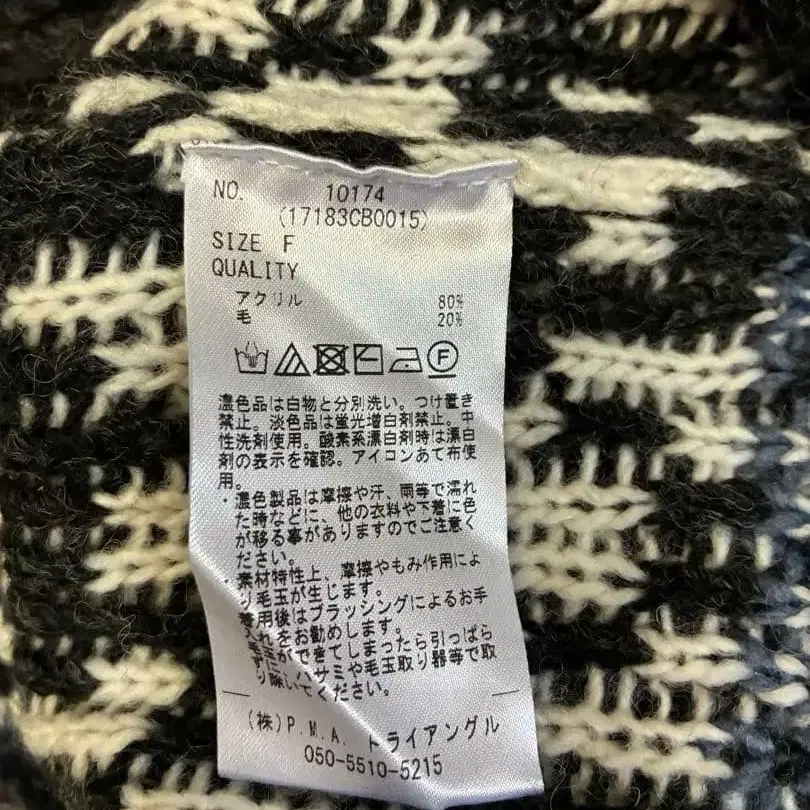 NO. 10174
(17183CB0015)
SIZE F
QUALITY
アクリル 80%
毛 20%
F
濃色品は白物と分別洗い。つけ置き
禁止。淡色品は蛍光増白剤禁止。中
性洗剤使用。酸素系漂白剤時は漂白
剤の表示を確認。アイコンあて布使
用。
・濃色製品は摩擦や汗、雨等で濡れ
た時などに、他の衣料や下着に色
が移る事がありますのでご注意く
ださい。
・素材特性上、摩擦やもみ作用によ
り毛玉が生じます。
着用後はブラッシングによるお手
入れをお勧めします。
毛玉ができてしまったら引っぱら
ずに、ハサミや毛玉取り器等で取
り除いてください。
(株)P.M.A. トライアングル
050-5510-5215